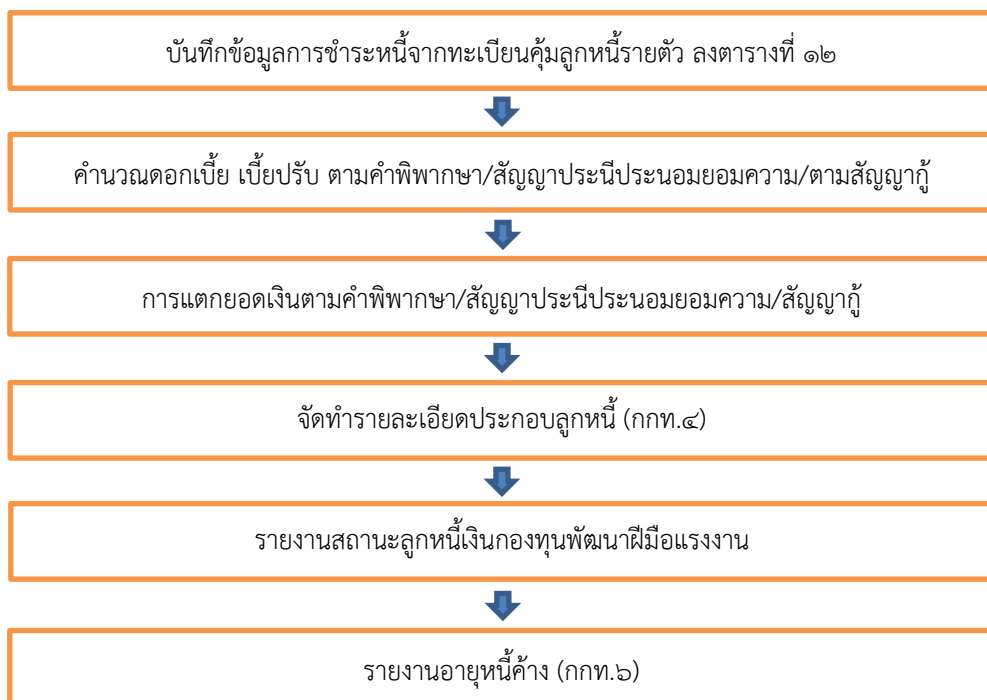 บันทึกข้อมูลการชำระหนี้จากทะเบียนคุ้มลูกหนี้รายตัว ลงตารางที่ ๑๒
คำนวณดอกเบี้ย เบี้ยปรับ ตามคำพิพากษา/สัญญาประนีประนอมยอมความ/ตามสัญญากู้
การแตกยอดเงินตามคำพิพากษา/สัญญาประนีประนอมยอมความ/สัญญากู้
จัดทำรายละเอียดประกอบลูกหนี้ (กกท.๔)
รายงานสถานะลูกหนี้เงินกองทุนพัฒนาฝีมือแรงงาน
รายงานอายุหนี้ค้าง (กกท.๖)